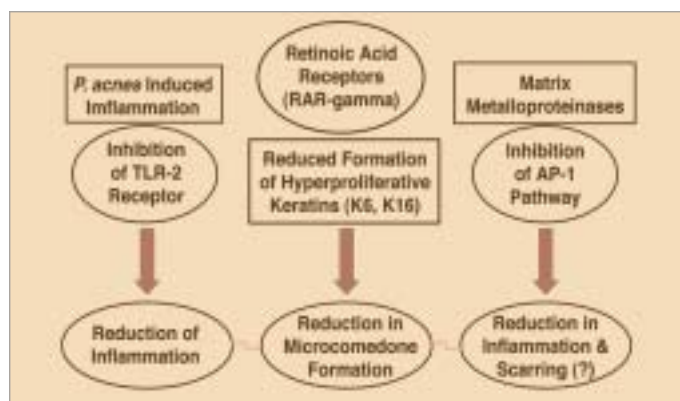 P. acnes Induced
Imflammation
Inhibition
of TLR-2
Receptor
Reduction of
Inflammation
Retinoic Acid
Receptors
(RAR-gamma)
Reduced Formation
of Hyperproliferative
Keratins (K6, K16)
Reduction in
Microcomedone
Formation
Matrix
Metalloproteinases
Inhibition
of AP-1
Pathway
Reduction in
Inflammation &
Scarring (?)